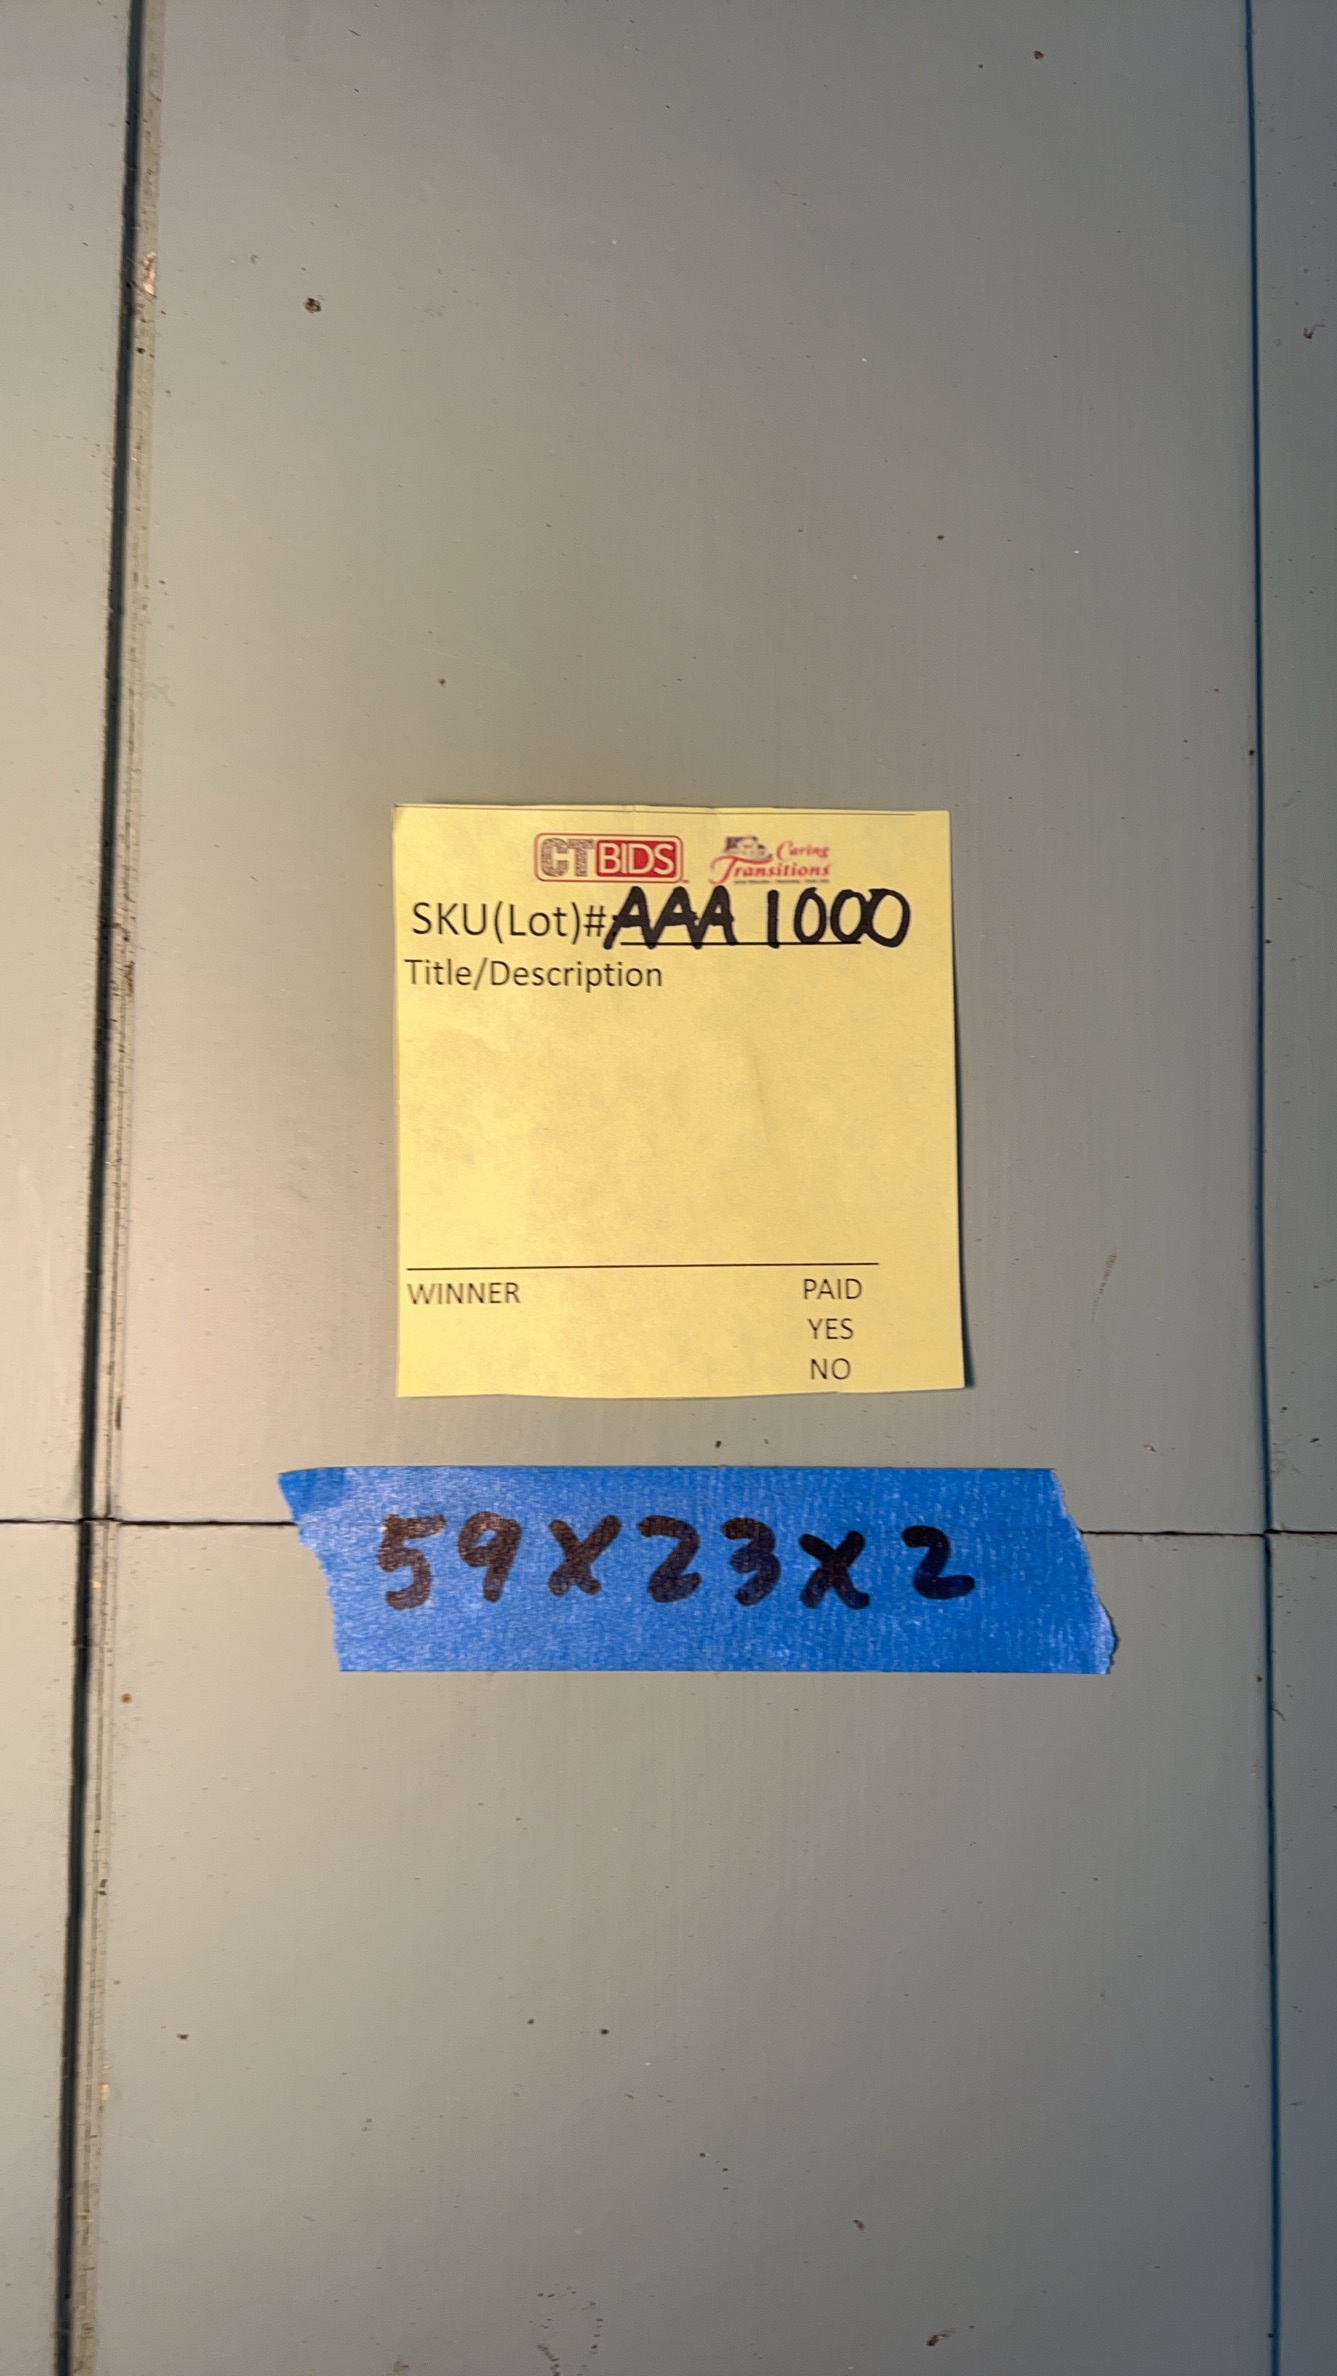 CTBIDS Caring Transitions
SKU(Lot)# AAA 1000
Title/Description
WINNER PAID
YES
NO
59X23X2